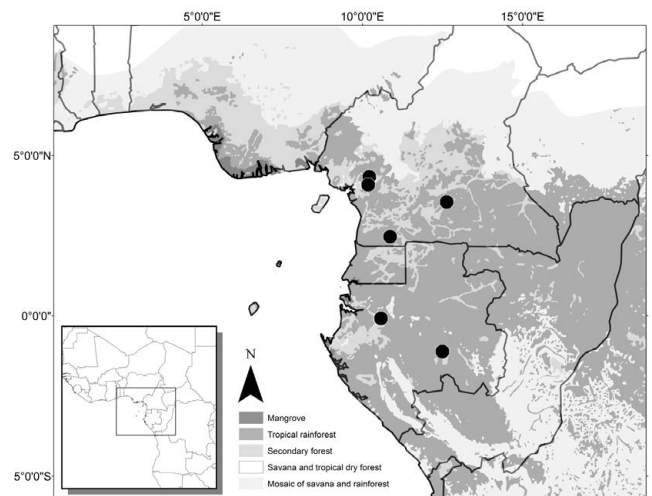 5°0'0"E 10°0'0"E 15°0'0"E
5°0'0"N
0°0'0"
5°0'0"S
N
Mangrove
Tropical rainforest
Secondary forest
Savana and tropical dry forest
Mosaic of savana and rainforest